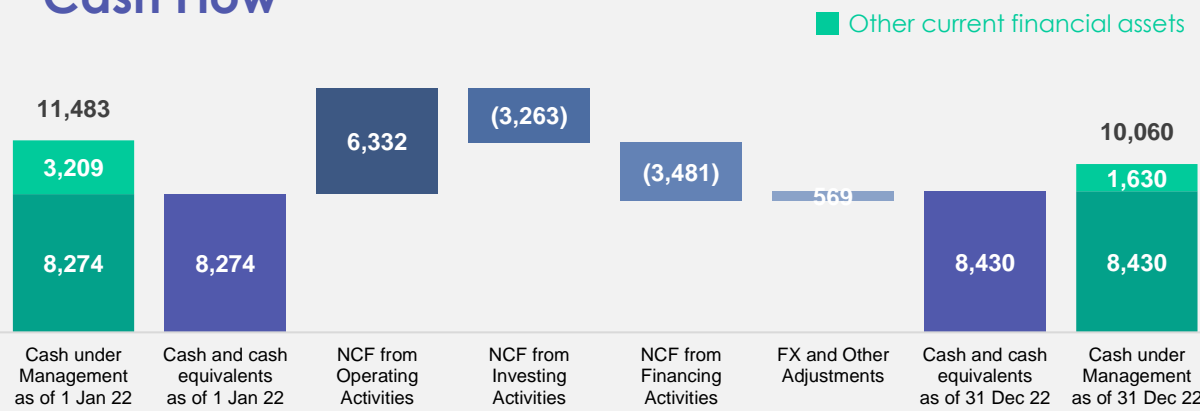 Cash Flow
Other current financial assets
11,483
3,209
8,274
8,274
6,332
(3,263)
(3,481)
569
8,430
10,060
1,630
8,430
Cash under
Management
as of 1 Jan 22
Cash and cash
equivalents
as of 1 Jan 22
NCF from
Operating
Activities
NCF from
Investing
Activities
NCF from
Financing
Activities
FX and Other
Adjustments
Cash and cash
equivalents
as of 31 Dec 22
Cash under
Management
as of 31 Dec 22